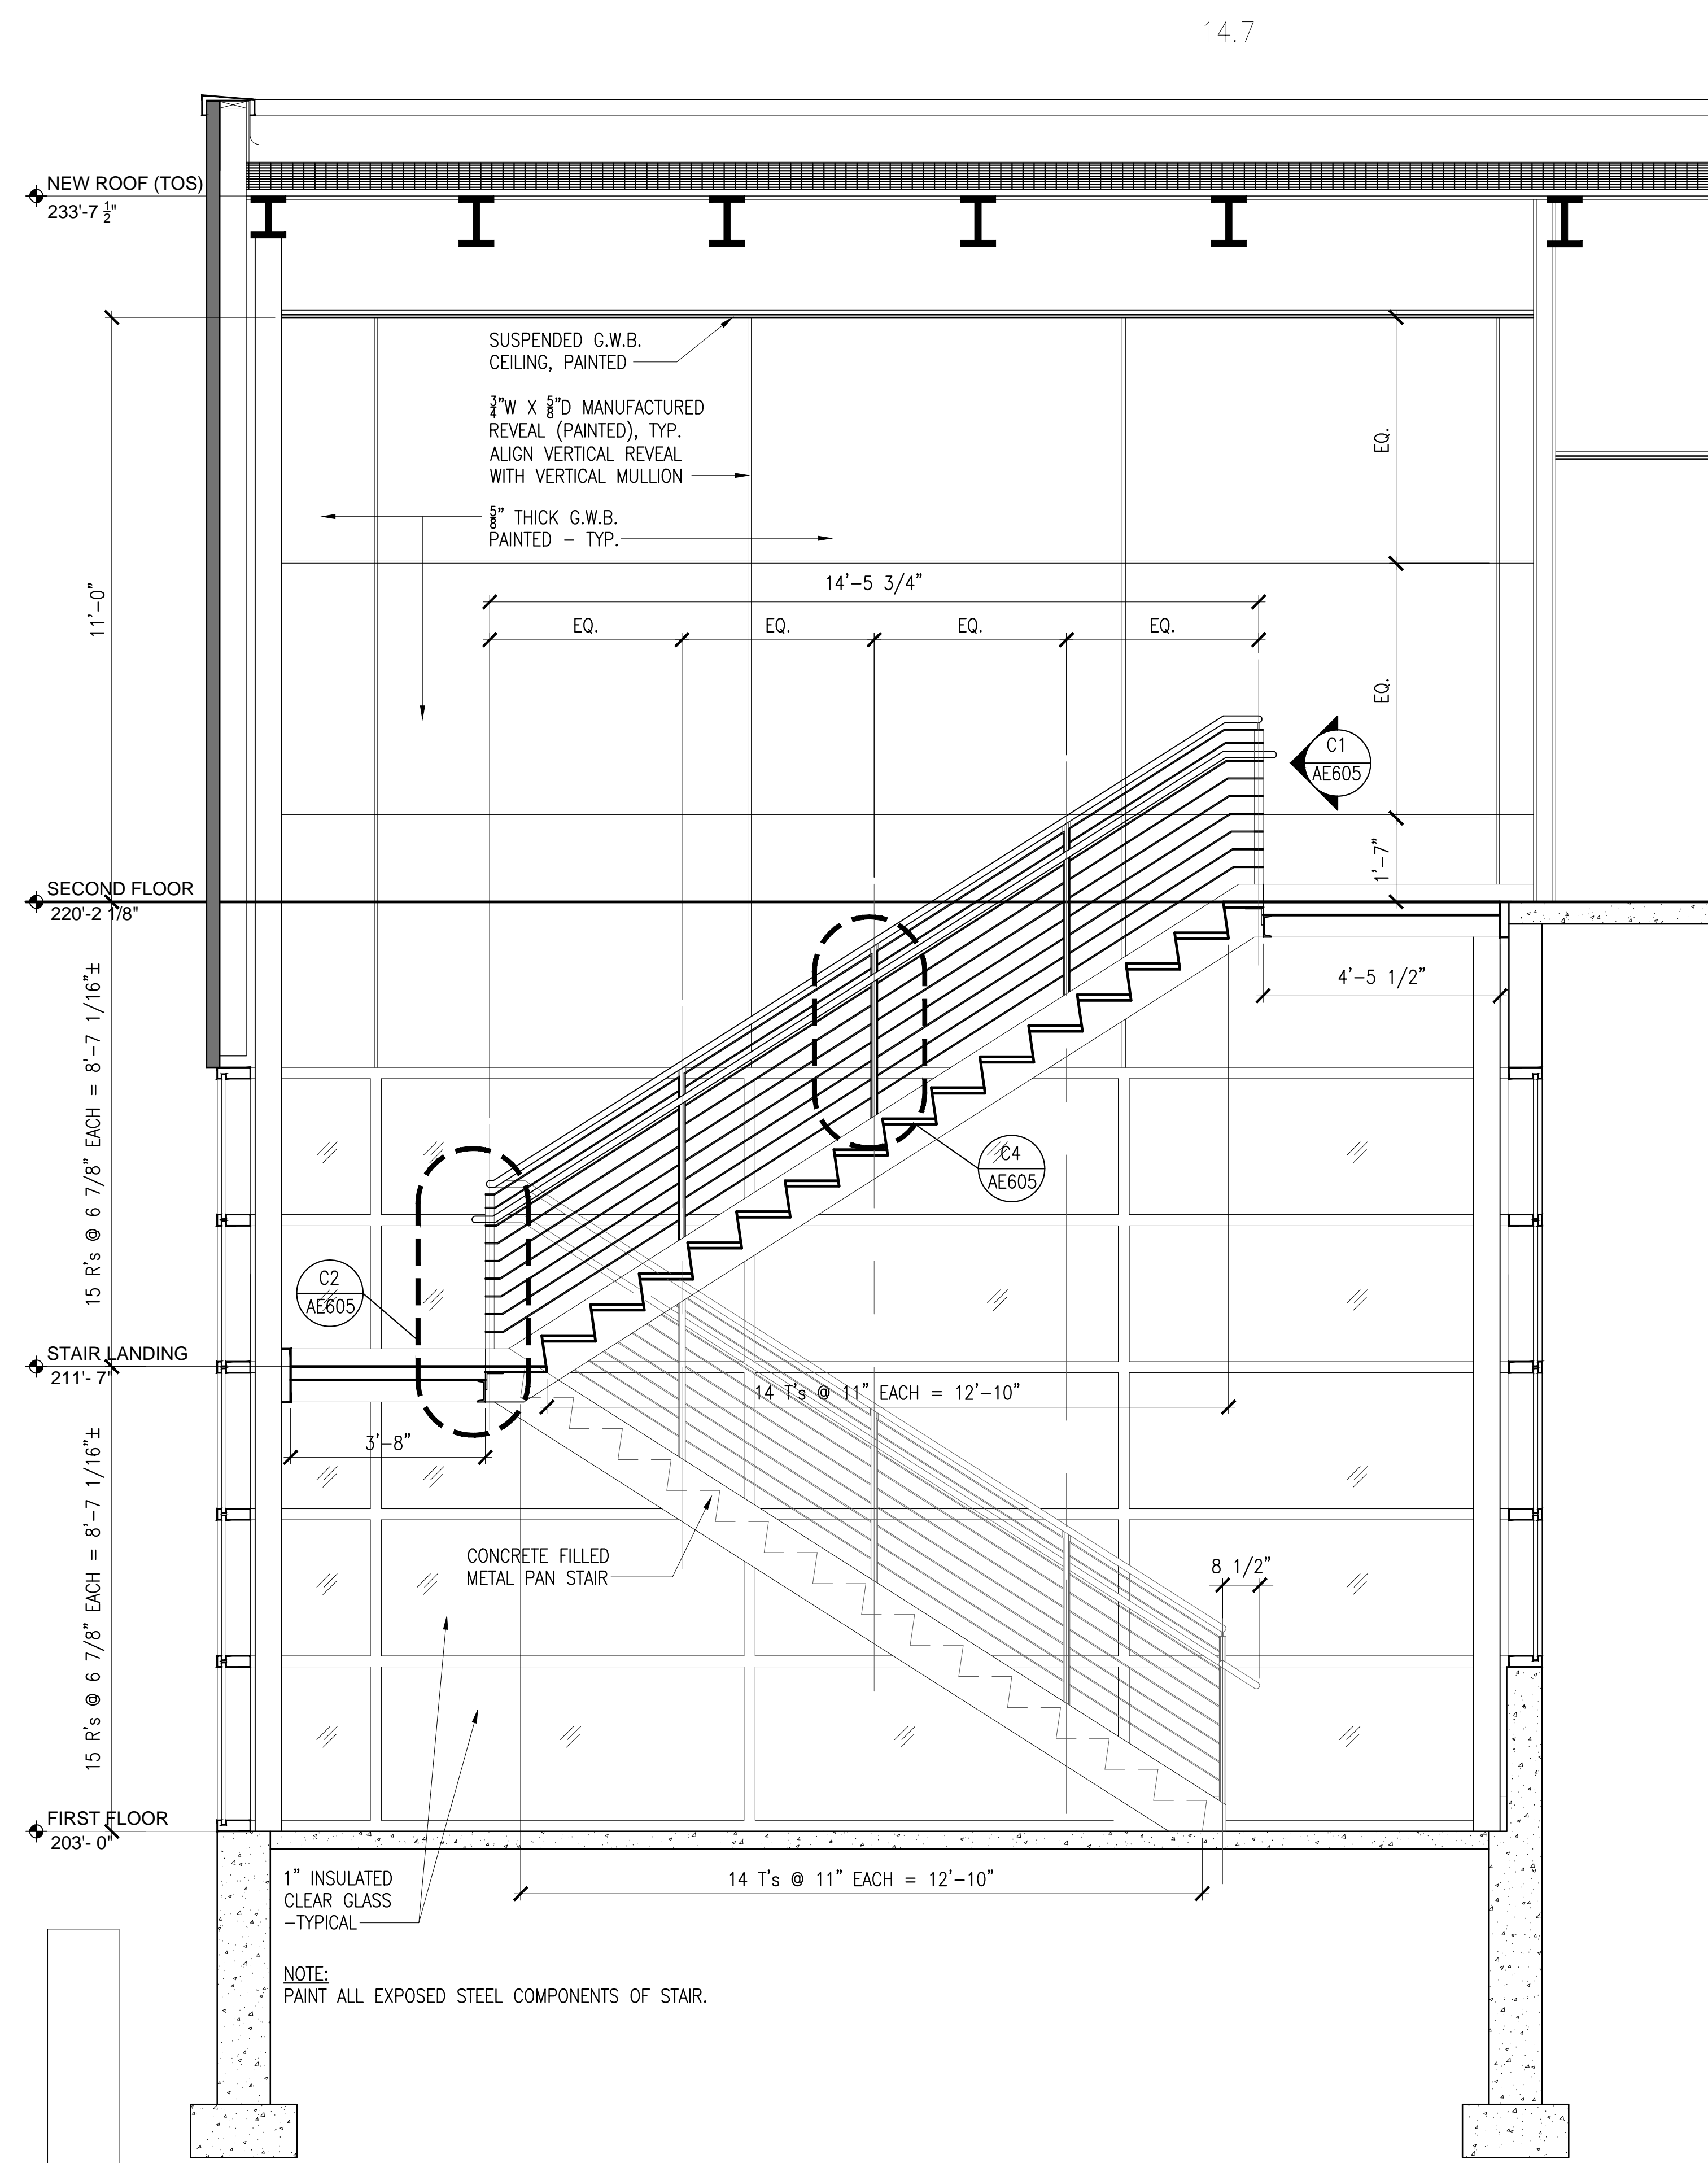 14.7
NEW ROOF (TOS)
233'-7 1/2"
SUSPENDED G.W.B.
CEILING, PAINTED
3/4"W X 5/8"D MANUFACTURED
REVEAL (PAINTED), TYP.
ALIGN VERTICAL REVEAL
WITH VERTICAL MULLION
5/8" THICK G.W.B.
PAINTED – TYP.
EQ.
11'–0"
14'–5 3/4"
EQ.
EQ.
EQ.
EQ.
EQ.
C1
AE605
1'–7"
SECOND FLOOR
220'-2 1/8"
4'–5 1/2"
15 R's @ 6 7/8" EACH = 8'–7 1/16"±
C4
AE605
C2
AE605
STAIR LANDING
211'- 7"
14 T's @ 11" EACH = 12'–10"
3'–8"
15 R's @ 6 7/8" EACH = 8'–7 1/16"±
CONCRETE FILLED
METAL PAN STAIR
8 1/2"
FIRST FLOOR
203'- 0"
1" INSULATED
CLEAR GLASS
–TYPICAL
14 T's @ 11" EACH = 12'–10"
NOTE:
PAINT ALL EXPOSED STEEL COMPONENTS OF STAIR.